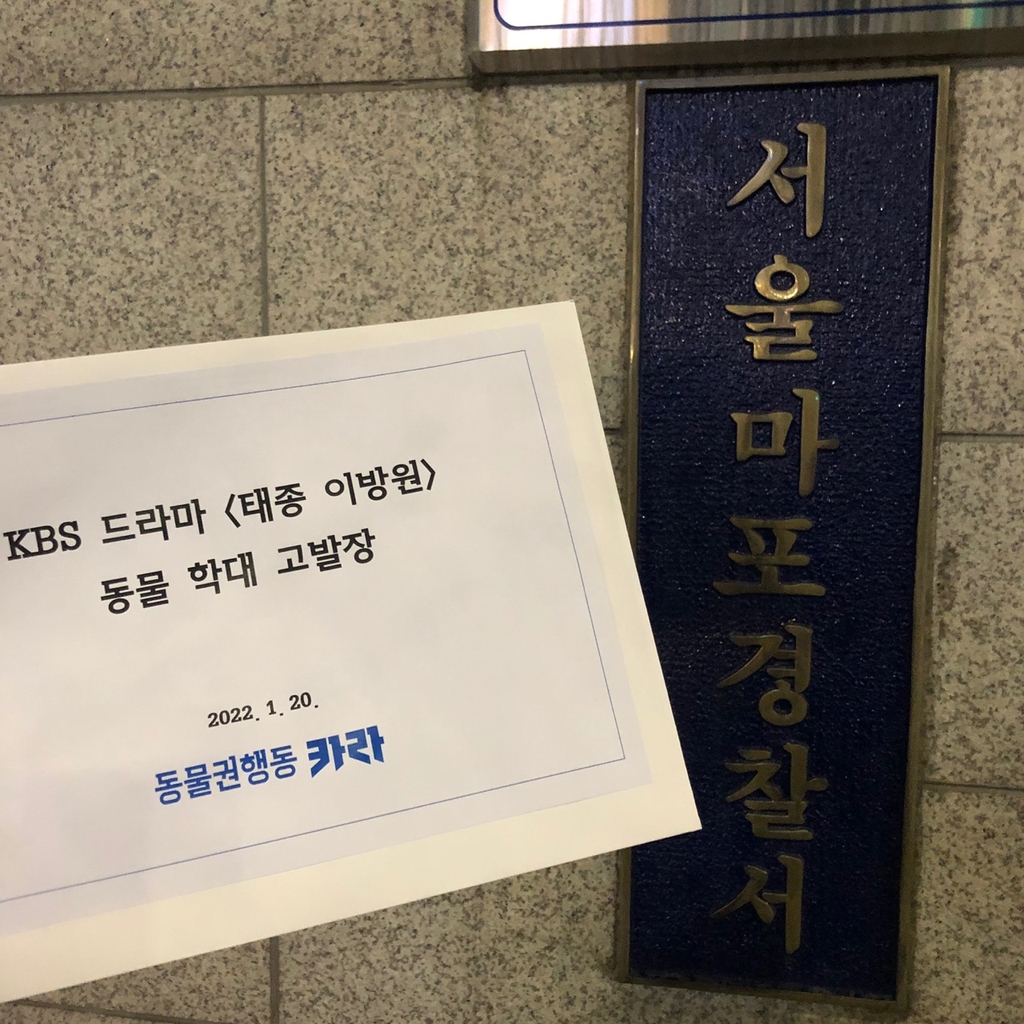 KBS 드라마 〈태종 이방원〉
동물 학대 고발장
2022. 1. 20.
동물권행동 카라
서울마포경찰서